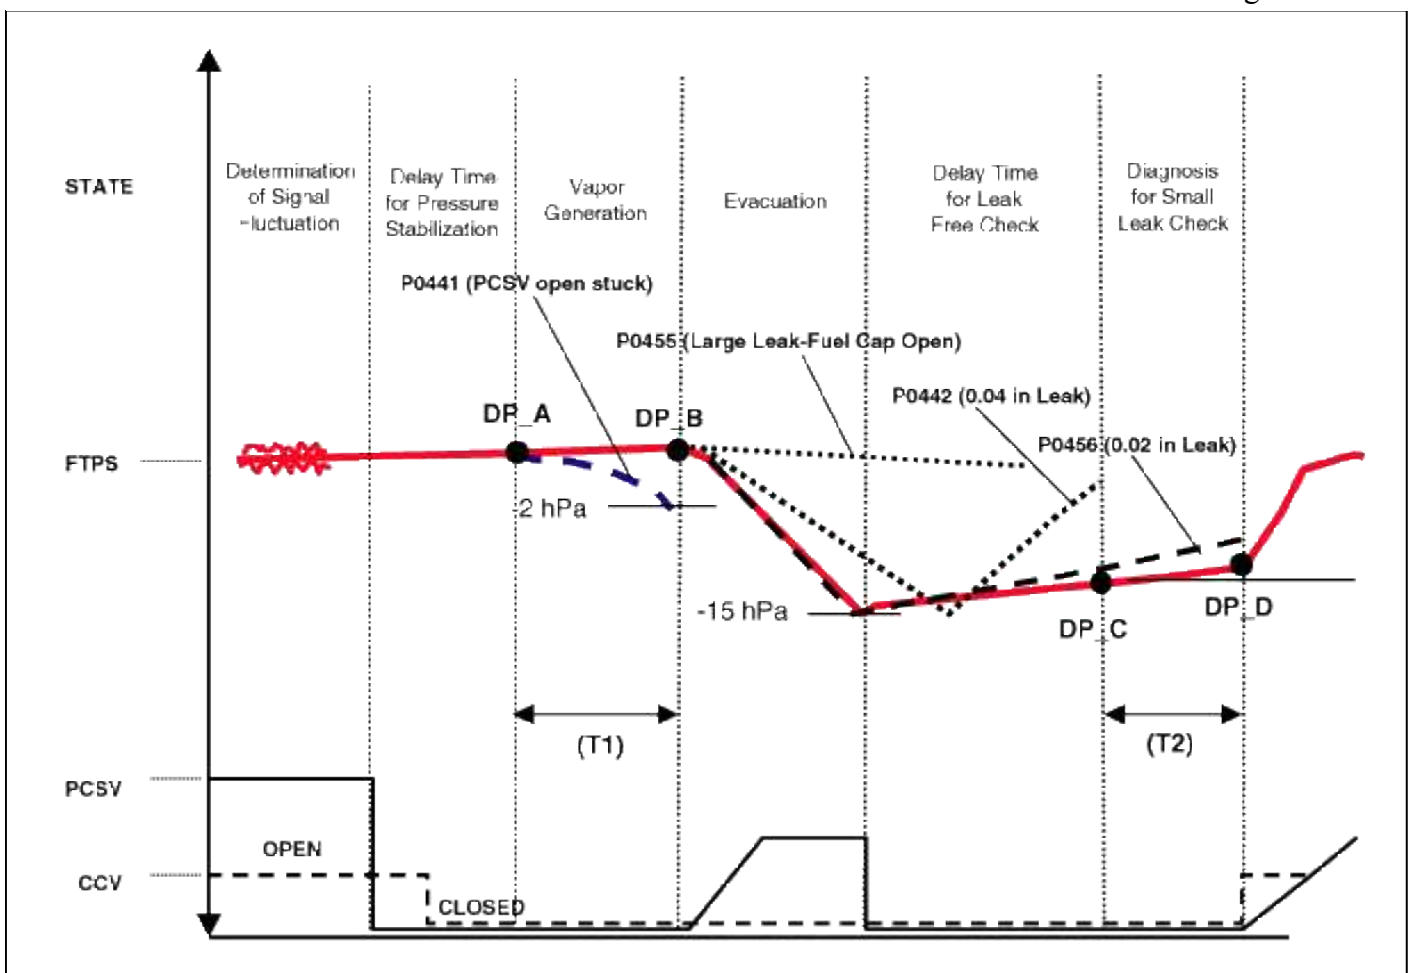 STATE
Determination
of Signal
Fluctuation
Delay Time
for Pressure
Stabilization
Vapor
Generation
Evacuation
Delay Time
for Leak
Free Check
Diagnosis
for Small
Leak Check
P0441 (PCSV open stuck)
P0455 (Large Leak-Fuel Cap Open)
P0442 (0.04 in Leak)
P0456 (0.02 in Leak)
DP_A
DP_B
FTPS
-2 hPa
-15 hPa
DP_C
DP_D
(T1)
(T2)
PCSV
OPEN
CCV
CLOSED